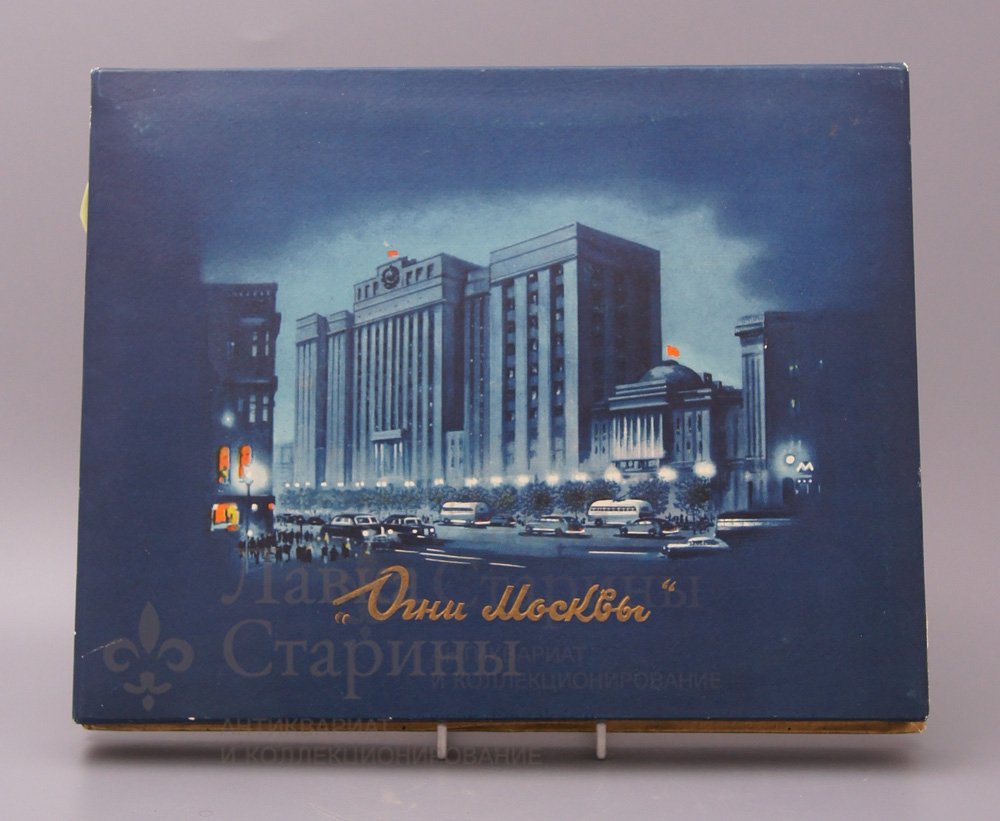 „Огни Москвы“
М
Лавка Старины
Старины
АНТИКВАРИАТ
И КОЛЛЕКЦИОНИРОВАНИЕ
АНТИКВАРИАТ
И КОЛЛЕКЦИОНИРОВАНИЕ